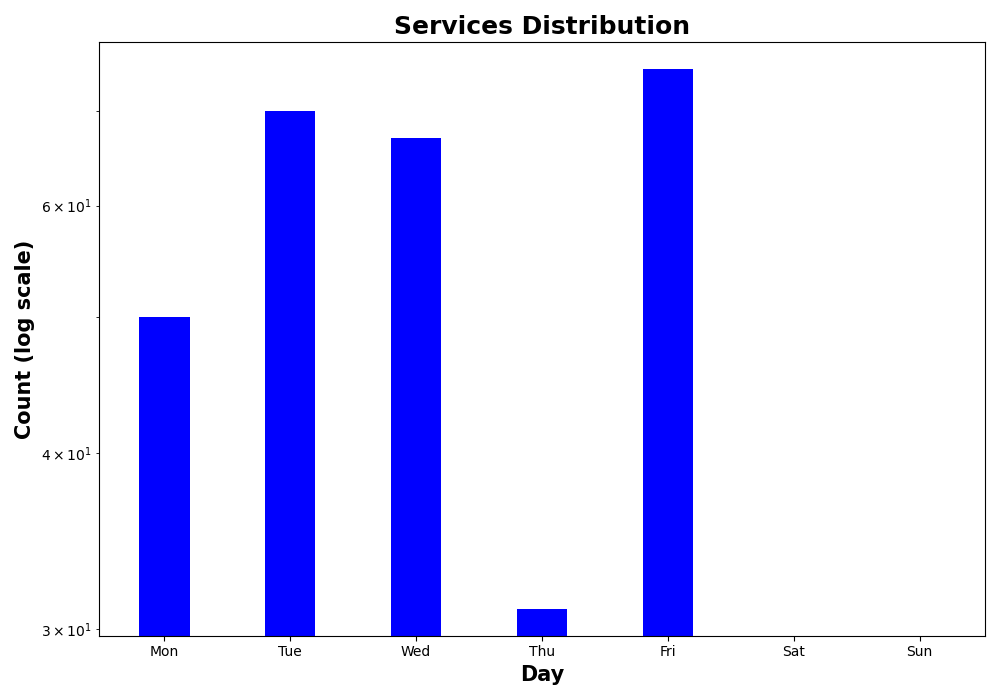 Services Distribution
Count (log scale)
6 × 10¹
4 × 10¹
3 × 10¹
Mon Tue Wed Thu Fri Sat Sun
Day